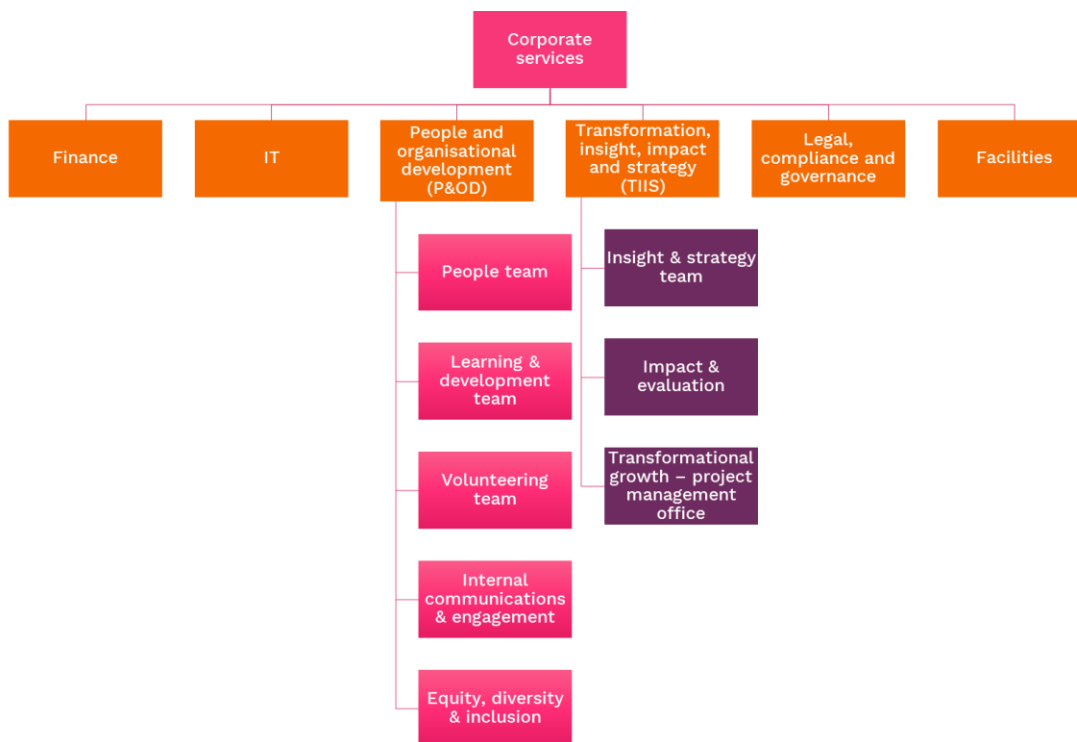 Corporate
services
Finance
IT
People and
organisational
development
(P&OD)
Transformation,
insight, impact
and strategy
(TIIS)
Legal,
compliance and
governance
Facilities
People team
Learning &
development
team
Volunteering
team
Internal
communications
& engagement
Equity, diversity
& inclusion
Insight & strategy
team
Impact &
evaluation
Transformational
growth – project
management
office